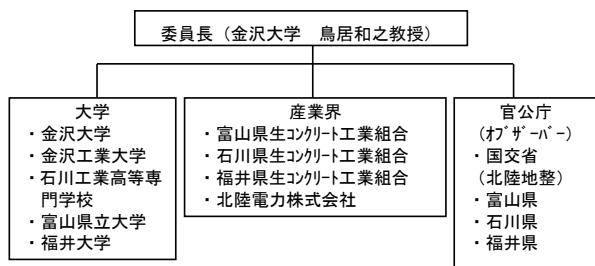 委員長（金沢大学　鳥居和之教授）
大学
・金沢大学
・金沢工業大学
・石川工業高等専
門学校
・富山県立大学
・福井大学
産業界
・富山県生ｺﾝｸﾘｰﾄ工業組合
・石川県生ｺﾝｸﾘｰﾄ工業組合
・福井県生ｺﾝｸﾘｰﾄ工業組合
・北陸電力株式会社
官公庁
(ｵﾌﾞｻﾞｰﾊﾞｰ)
・国交省
(北陸地整)
・富山県
・石川県
・福井県